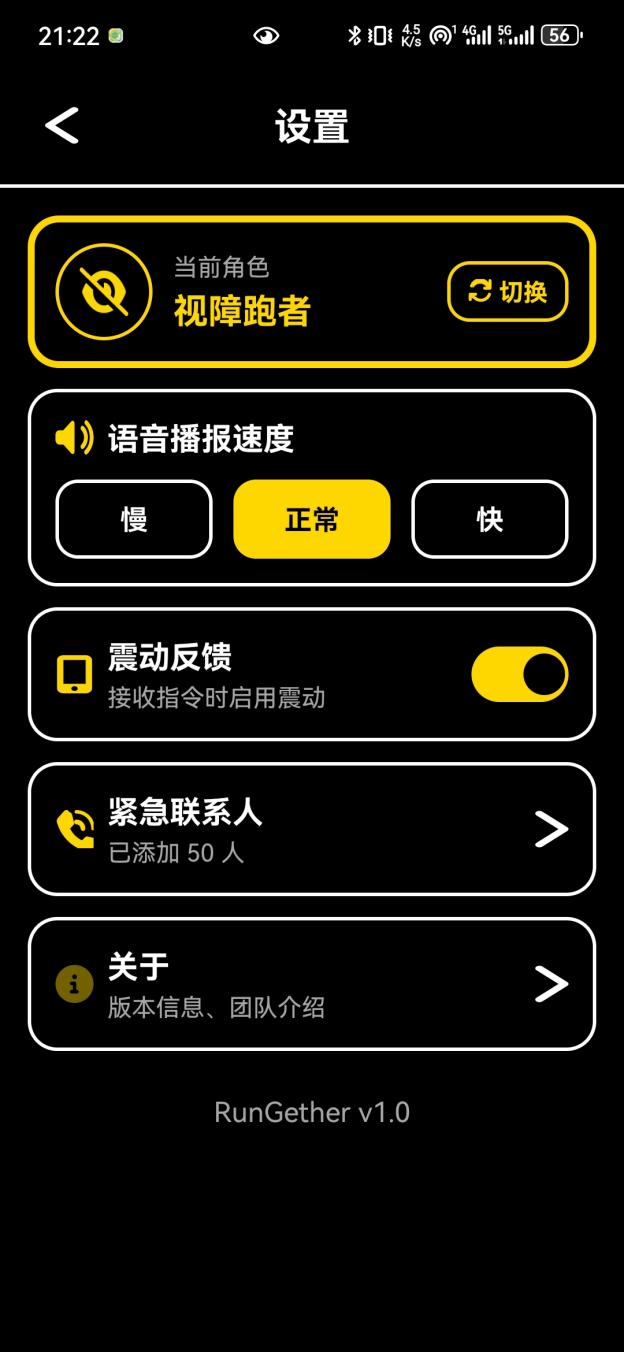 21:22
4.5
K/s
1
4G
5G
56
设置
当前角色
视障跑者
切换
语音播报速度
慢
正常
快
震动反馈
接收指令时启用震动
紧急联系人
已添加 50 人
关于
版本信息、团队介绍
RunGether v1.0